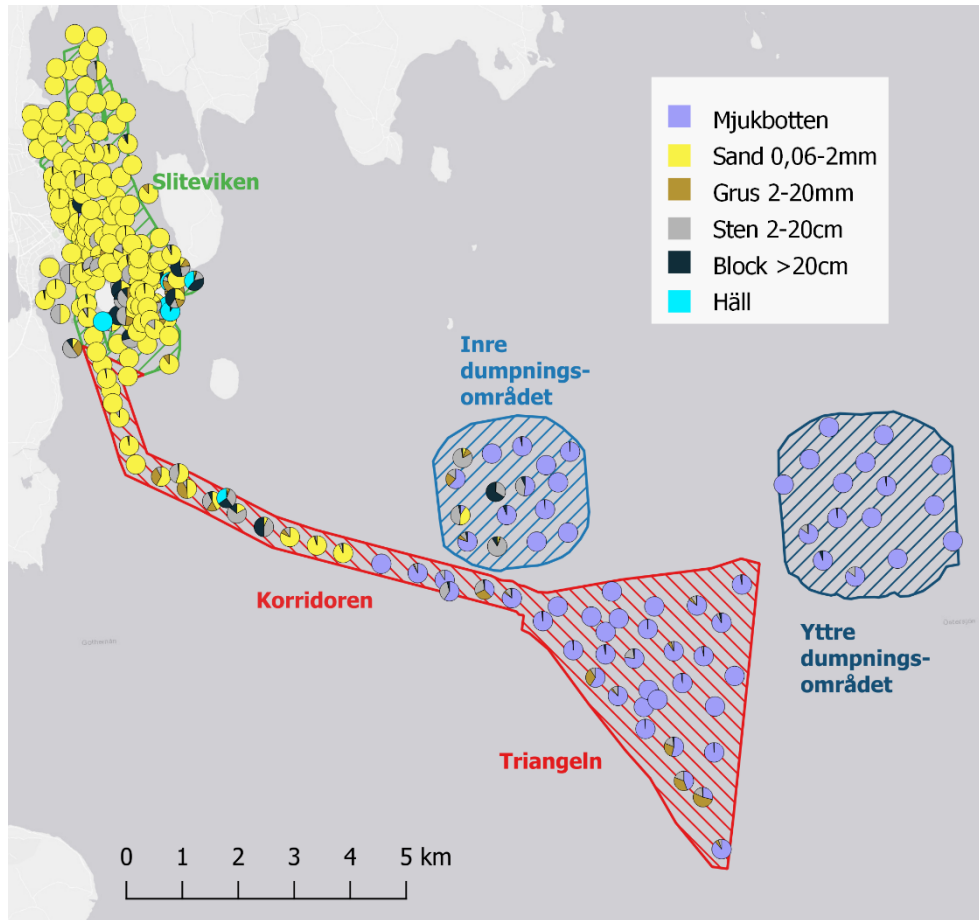 Mjukbotten
Sand 0,06-2mm
Grus 2-20mm
Sten 2-20cm
Block >20cm
Häll
Sliteviken
Inre
dumpnings-
området
Korridoren
Yttre
dumpnings-
området
Triangeln
0 1 2 3 4 5 km